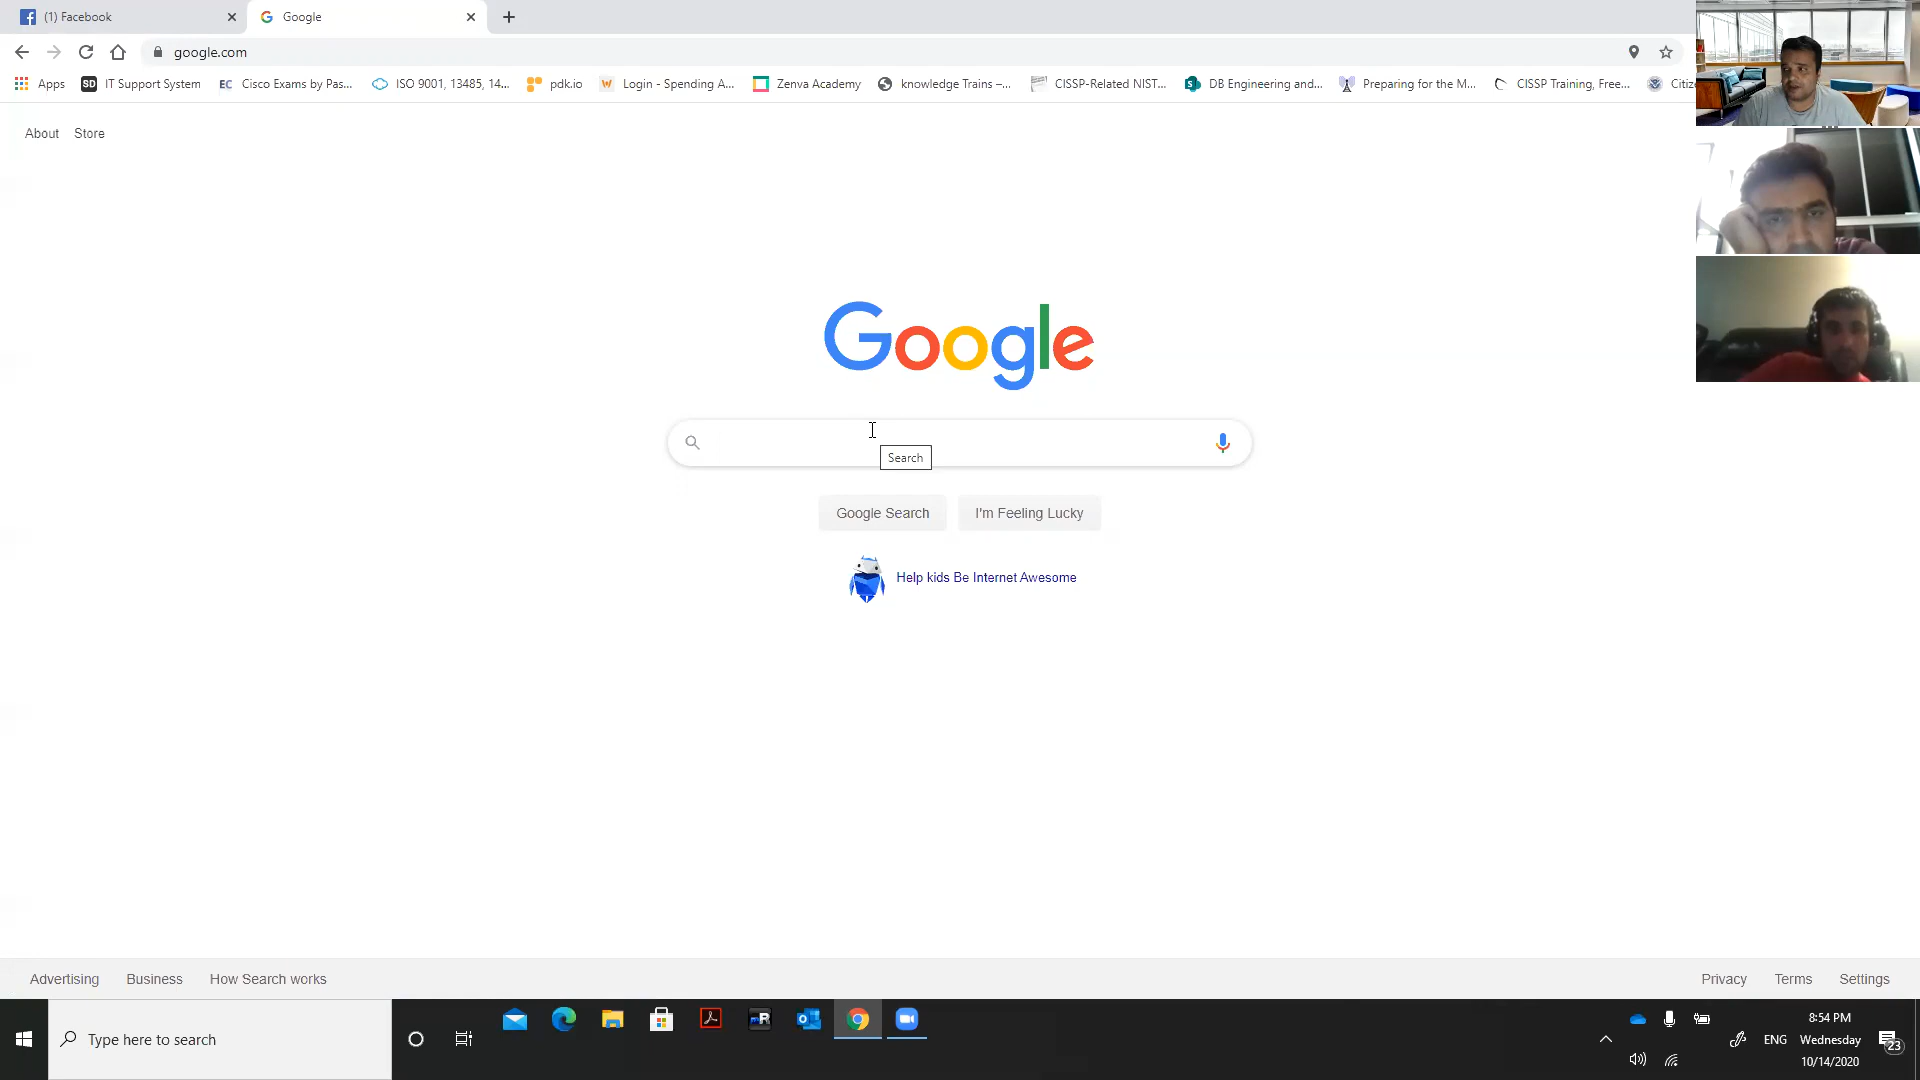 (1) Facebook
Google
google.com
Apps
IT Support System
EC
Cisco Exams by Pas...
ISO 9001, 13485, 14...
pdk.io
Login - Spending A...
Zenva Academy
knowledge Trains –...
CISSP-Related NIST...
DB Engineering and...
Preparing for the M...
CISSP Training, Free...
Citiz
About
Store
Google
Search
Google Search
I'm Feeling Lucky
Help kids Be Internet Awesome
Advertising
Business
How Search works
Privacy
Terms
Settings
Type here to search
8:54 PM
ENG
Wednesday
10/14/2020
23